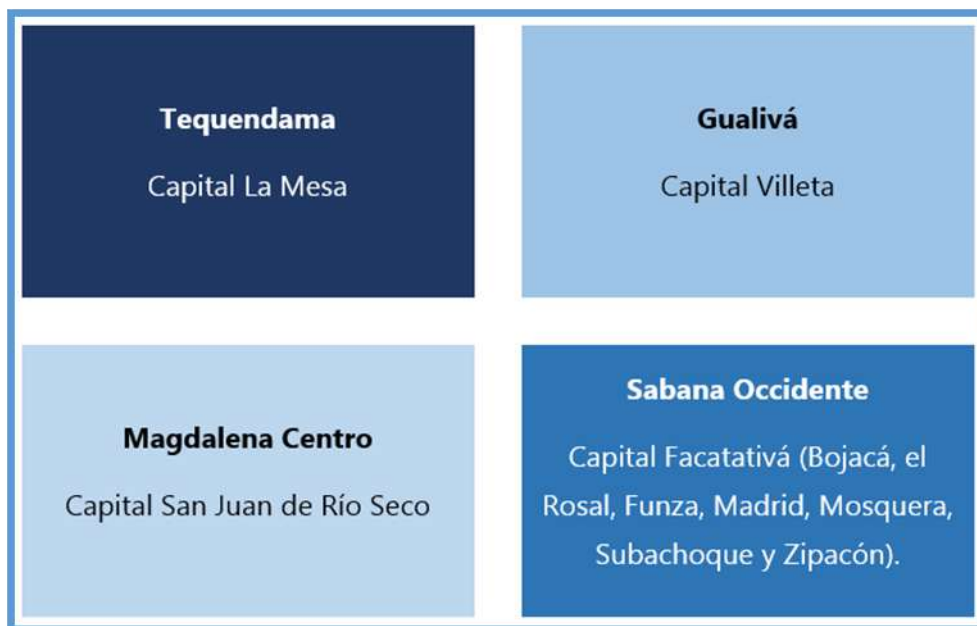 Tequendama
Capital La Mesa
Gualivá
Capital Villeta
Magdalena Centro
Capital San Juan de Río Seco
Sabana Occidente
Capital Facatativá (Bojacá, el
Rosal, Funza, Madrid, Mosquera,
Subachoque y Zipacón).